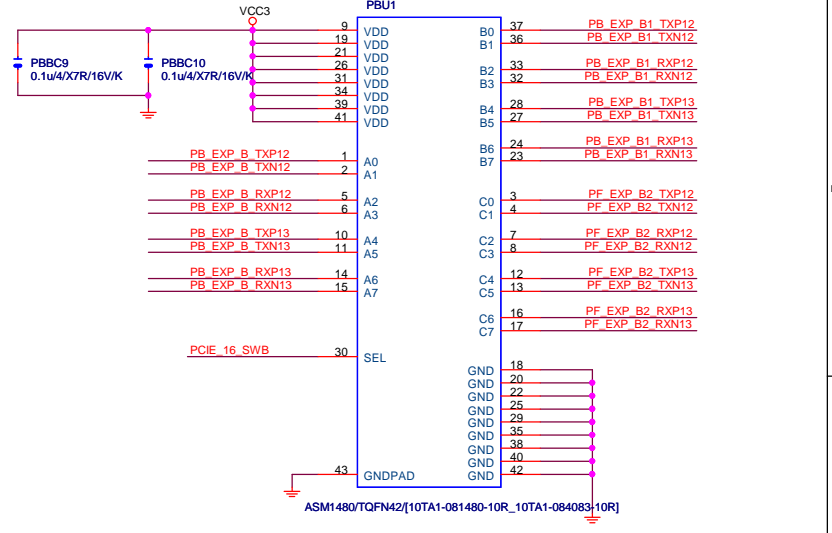 PBU1
VCC3
9 VDD
19 VDD
21 VDD
26 VDD
31 VDD
34 VDD
39 VDD
41 VDD
PBBC9
0.1u/4/X7R/16V/K
PBBC10
0.1u/4/X7R/16V/K
PB_EXP_B_TXP12 1 A0
PB_EXP_B_TXN12 2 A1
PB_EXP_B_RXP12 5 A2
PB_EXP_B_RXN12 6 A3
PB_EXP_B_TXP13 10 A4
PB_EXP_B_TXN13 11 A5
PB_EXP_B_RXP13 14 A6
PB_EXP_B_RXN13 15 A7
PCIE_16_SWB 30 SEL
43 GNDPAD
B0 37 PB_EXP_B1_TXP12
B1 36 PB_EXP_B1_TXN12
B2 33 PB_EXP_B1_RXP12
B3 32 PB_EXP_B1_RXN12
B4 28 PB_EXP_B1_TXP13
B5 27 PB_EXP_B1_TXN13
B6 24 PB_EXP_B1_RXP13
B7 23 PB_EXP_B1_RXN13
C0 3 PF_EXP_B2_TXP12
C1 4 PF_EXP_B2_TXN12
C2 7 PF_EXP_B2_RXP12
C3 8 PF_EXP_B2_RXN12
C4 12 PF_EXP_B2_TXP13
C5 13 PF_EXP_B2_TXN13
C6 16 PF_EXP_B2_RXP13
C7 17 PF_EXP_B2_RXN13
GND 18
GND 20
GND 22
GND 25
GND 29
GND 35
GND 38
GND 40
GND 42
ASM1480/TQFN42/[10TA1-081480-10R_10TA1-084083-10R]